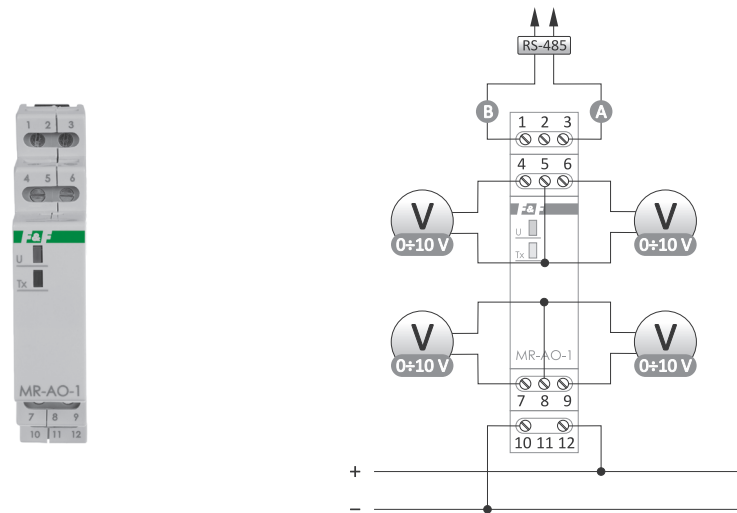 1 2 3
4 5 6
F&F
U
Tx
MR-AO-1
7 8 9
10 11 12
RS-485
B A
1 2 3
4 5 6
V V
0÷10 V 0÷10 V
F&F
U
Tx
V V
0÷10 V 0÷10 V
MR-AO-1
7 8 9
10 11 12
+
–